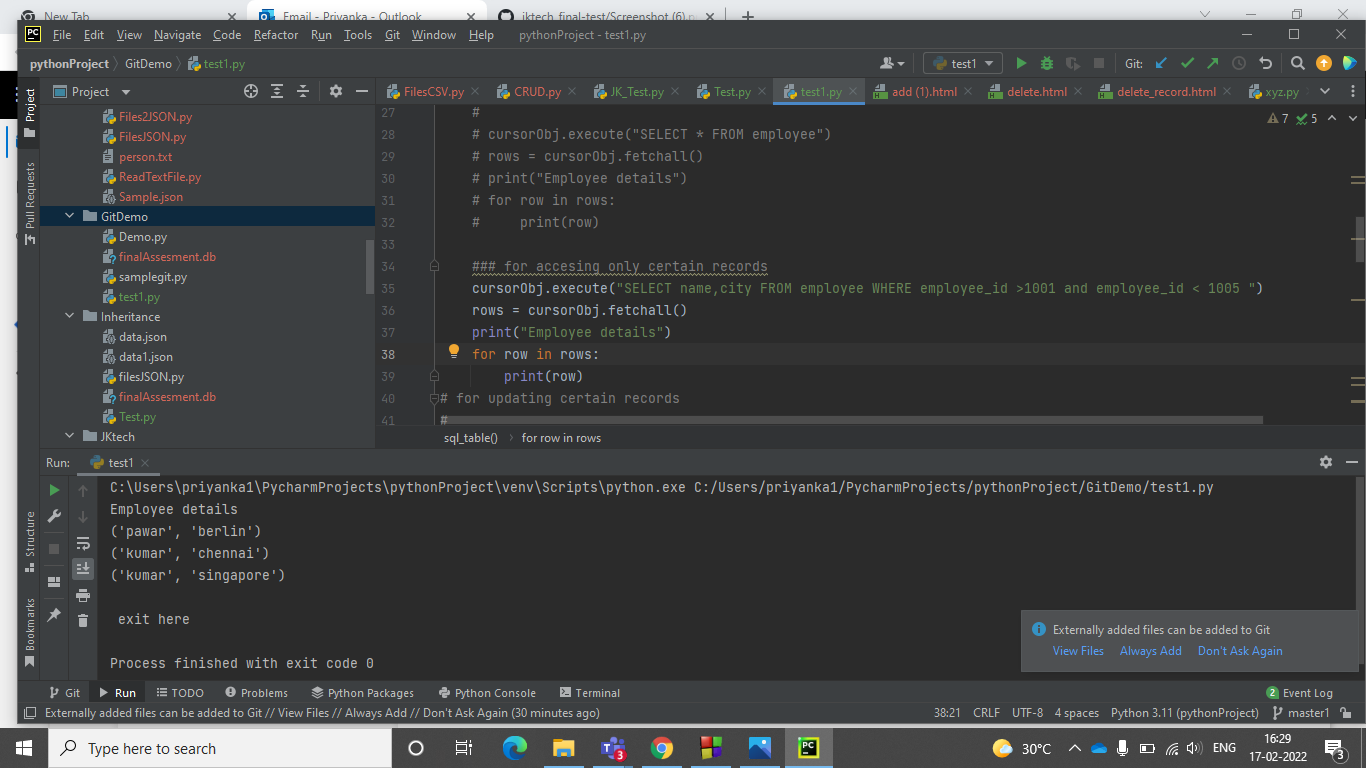 New Tab
Email - Priyanka - Outlook
iktech_final-test/Screenshot (6).p
PC File Edit View Navigate Code Refactor Run Tools Git Window Help pythonProject - test1.py
pythonProject GitDemo test1.py
test1
Git:
Project
FilesCSV.py
CRUD.py
JK_Test.py
Test.py
test1.py
add (1).html
delete.html
delete_record.html
xyz.py
Project
Pull Requests
Files2JSON.py
FilesJSON.py
person.txt
ReadTextFile.py
Sample.json
GitDemo
Demo.py
finalAssesment.db
samplegit.py
test1.py
Inheritance
data.json
data1.json
filesJSON.py
finalAssesment.db
Test.py
JKtech
7 5
27 #
28 # cursorObj.execute("SELECT * FROM employee")
29 # rows = cursorObj.fetchall()
30 # print("Employee details")
31 # for row in rows:
32 #     print(row)
33
34 ### for accesing only certain records
35 cursorObj.execute("SELECT name,city FROM employee WHERE employee_id >1001 and employee_id < 1005 ")
36 rows = cursorObj.fetchall()
37 print("Employee details")
38 for row in rows:
39     print(row)
40 # for updating certain records
41 #
sql_table() for row in rows
Run: test1
Structure
Bookmarks
C:\Users\priyanka1\PycharmProjects\pythonProject\venv\Scripts\python.exe C:/Users/priyanka1/PycharmProjects/pythonProject/GitDemo/test1.py
Employee details
('pawar', 'berlin')
('kumar', 'chennai')
('kumar', 'singapore')
exit here
Process finished with exit code 0
Externally added files can be added to Git
View Files Always Add Don't Ask Again
Git Run TODO Problems Python Packages Python Console Terminal
2 Event Log
Externally added files can be added to Git // View Files // Always Add // Don't Ask Again (30 minutes ago)
38:21 CRLF UTF-8 4 spaces Python 3.11 (pythonProject) master1
Type here to search
3
PC
30°C
ENG
16:29
17-02-2022
3